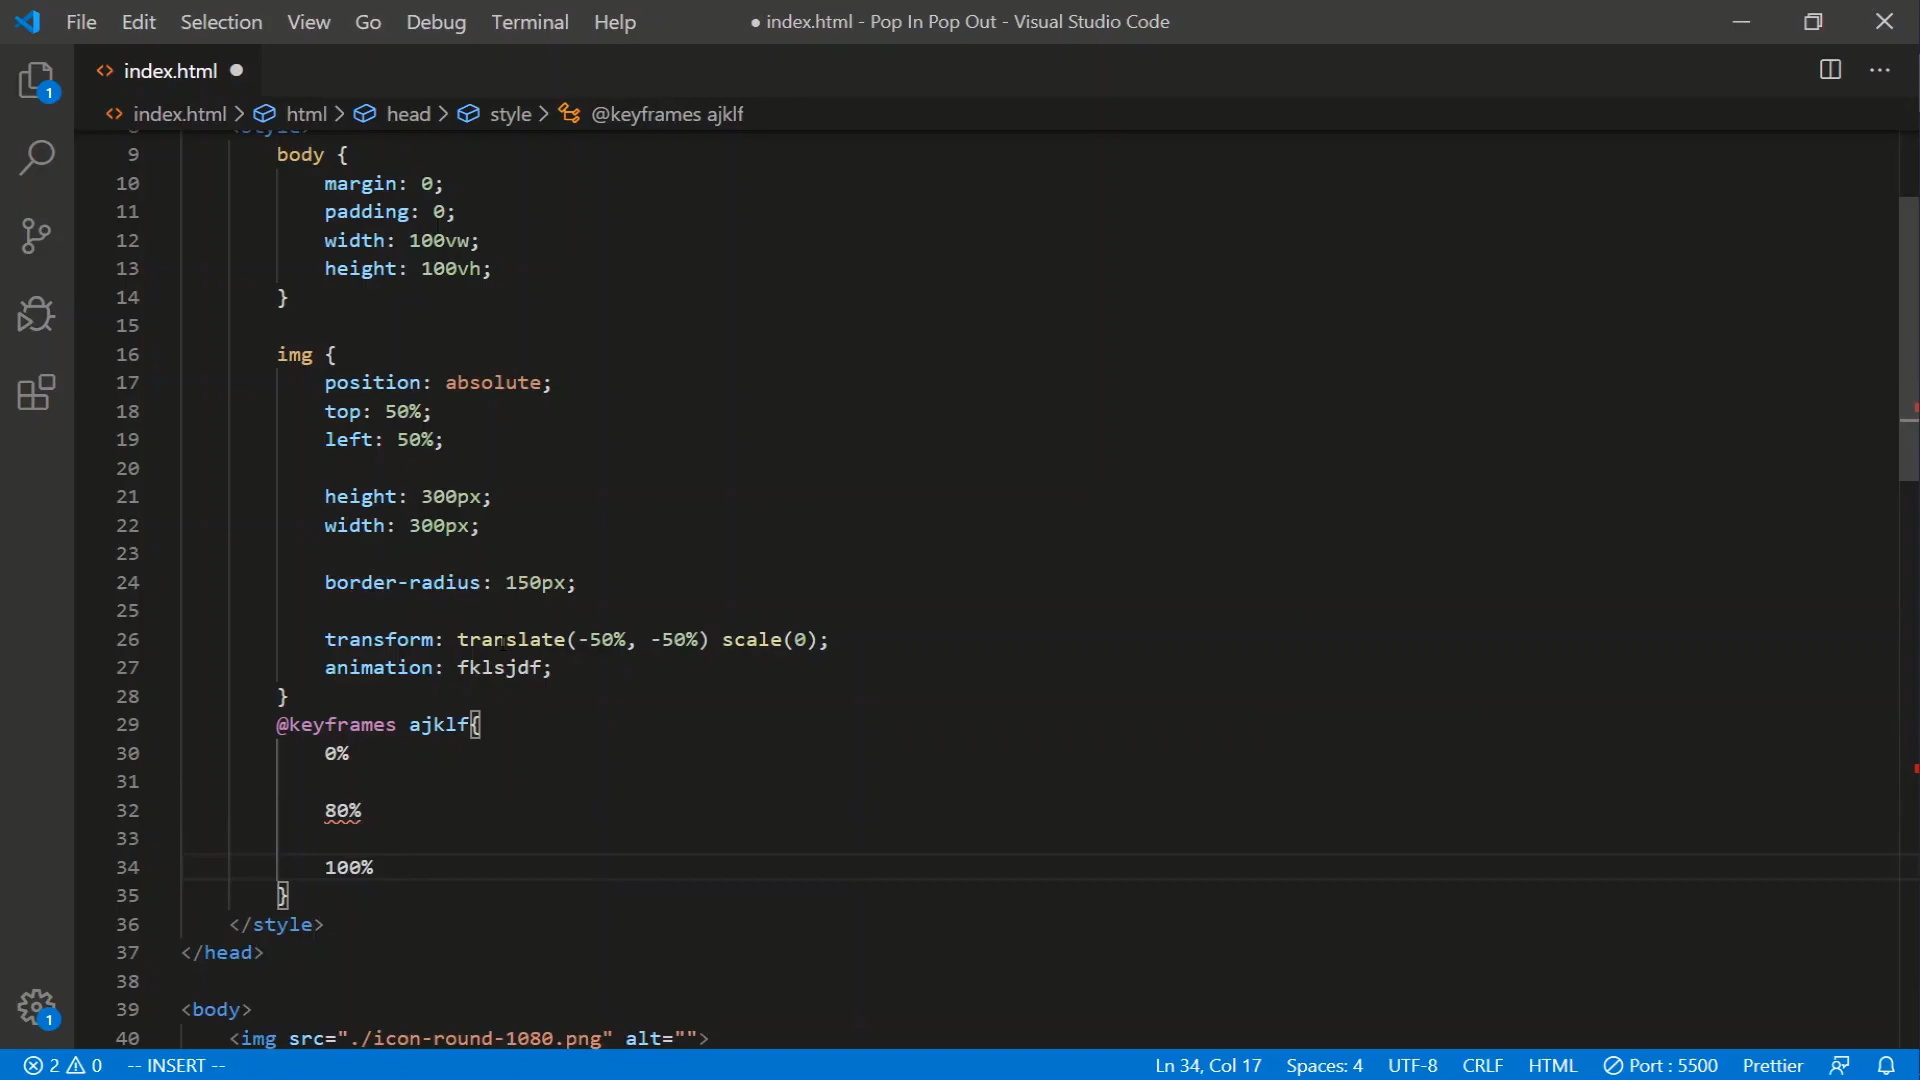 File Edit Selection View Go Debug Terminal Help ● index.html - Pop In Pop Out - Visual Studio Code
<> index.html ●
<> index.html > html > head > style > @keyframes ajklf
8 <style>
9 body {
10 margin: 0;
11 padding: 0;
12 width: 100vw;
13 height: 100vh;
14 }
15
16 img {
17 position: absolute;
18 top: 50%;
19 left: 50%;
20
21 height: 300px;
22 width: 300px;
23
24 border-radius: 150px;
25
26 transform: translate(-50%, -50%) scale(0);
27 animation: fklsjdf;
28 }
29 @keyframes ajklf{
30 0%
31
32 80%
33
34 100%
35 }
36 </style>
37 </head>
38
39 <body>
40 <img src="./icon-round-1080.png" alt="">
1
1
2 0 -- INSERT -- Ln 34, Col 17 Spaces: 4 UTF-8 CRLF HTML Port : 5500 Prettier